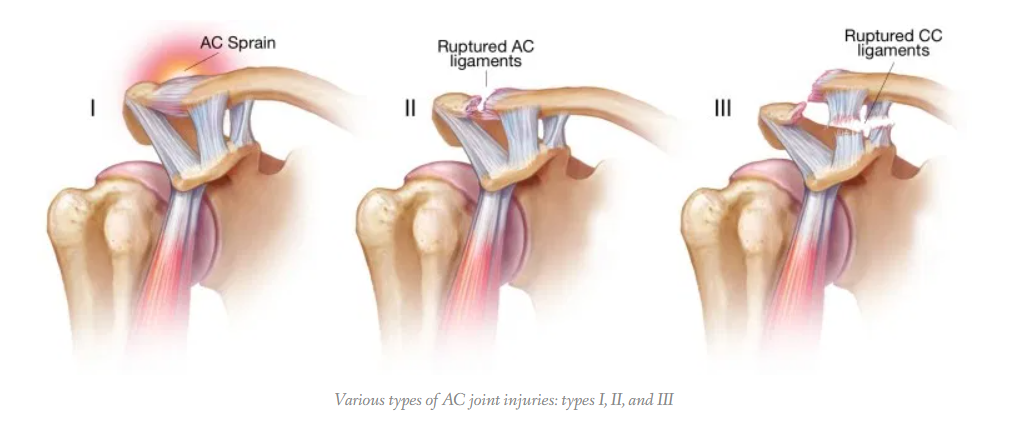 I
AC Sprain
II
Ruptured AC
ligaments
III
Ruptured CC
ligaments
Various types of AC joint injuries: types I, II, and III